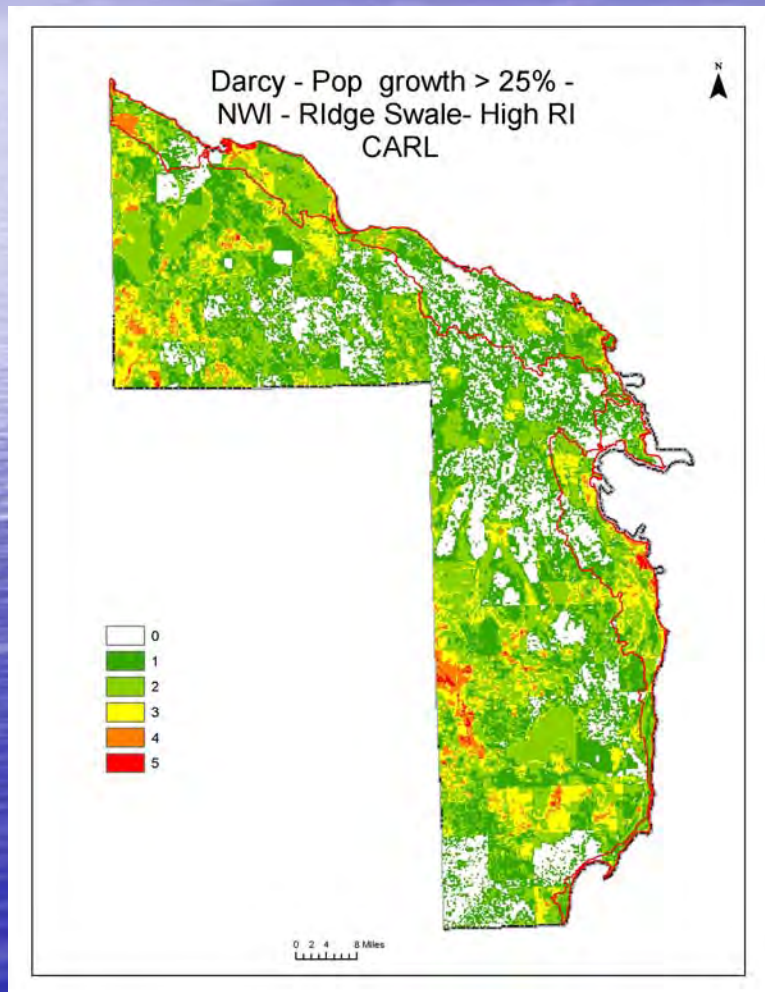 Darcy - Pop growth > 25% -
NWI - RIdge Swale- High RI
CARL
N
0
1
2
3
4
5
0 2 4 8 Miles